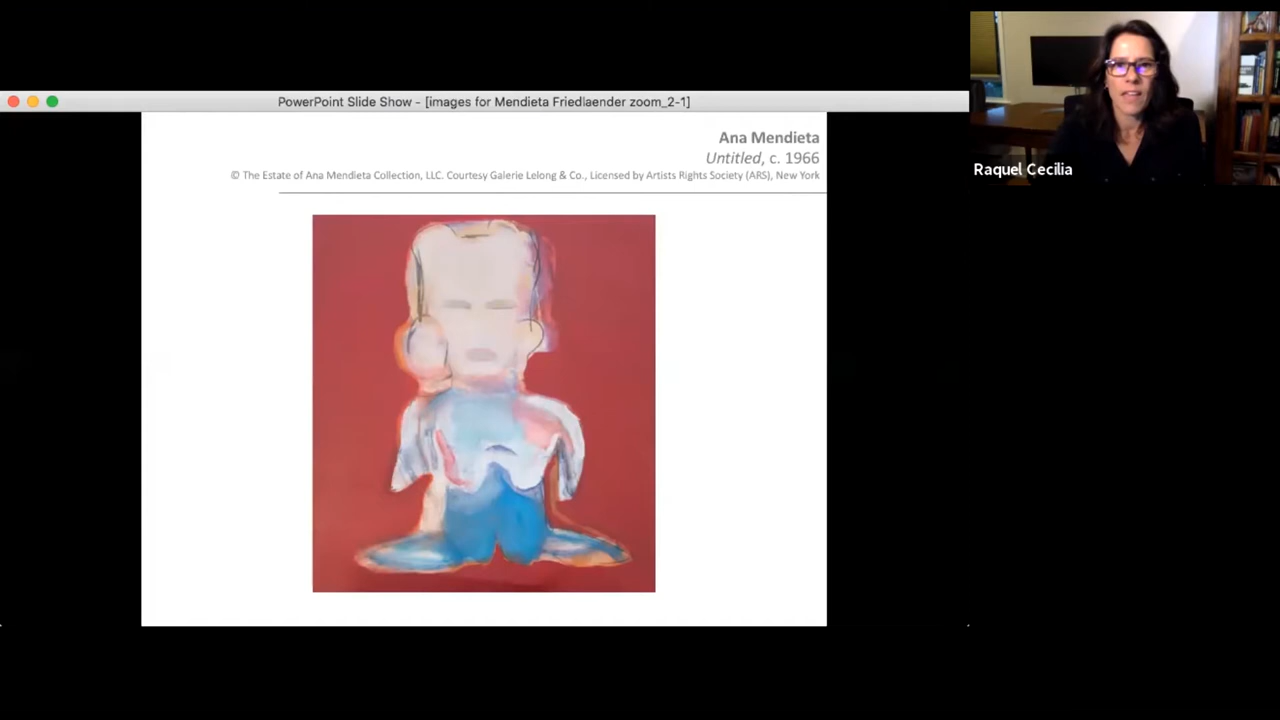 PowerPoint Slide Show - [images for Mendieta Friedlaender zoom_2-1]
Ana Mendieta
Untitled, c. 1966
© The Estate of Ana Mendieta Collection, LLC. Courtesy Galerie Lelong & Co., Licensed by Artists Rights Society (ARS), New York
Raquel Cecilia